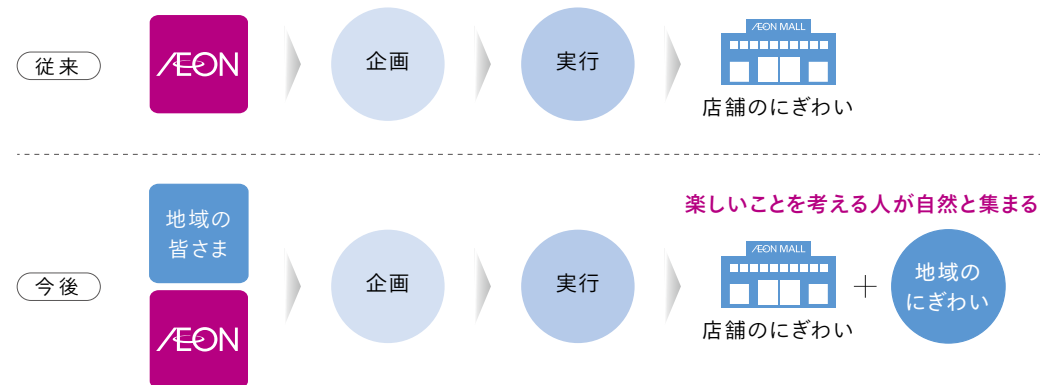 従来
ÆON
企画
実行
ÆON MALL
店舗のにぎわい
今後
地域の
皆さま
ÆON
企画
実行
楽しいことを考える人が自然と集まる
ÆON MALL
店舗のにぎわい
+
地域の
にぎわい